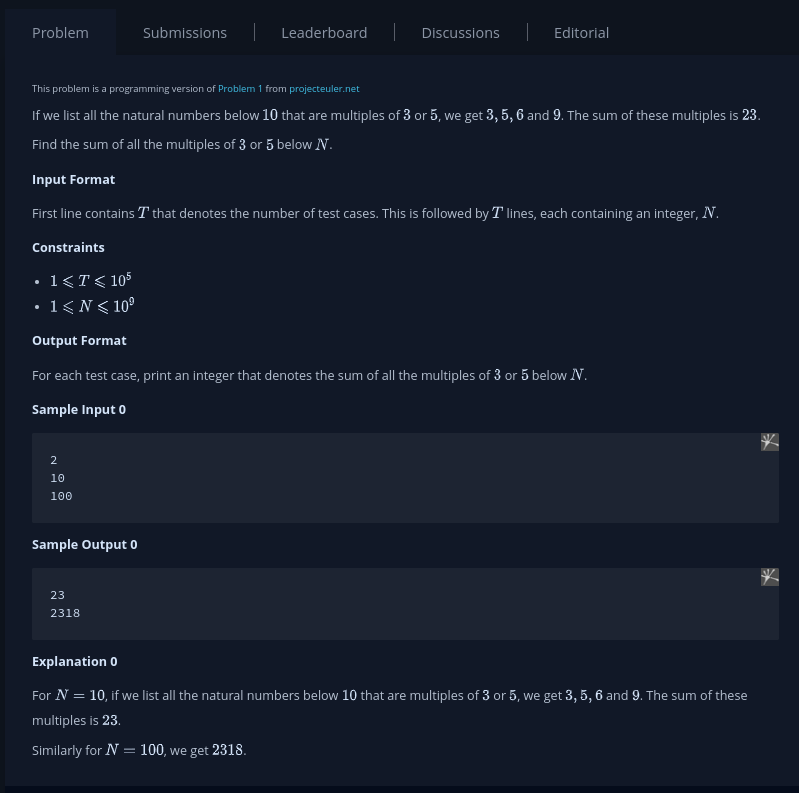 Problem
Submissions
Leaderboard
Discussions
Editorial
This problem is a programming version of Problem 1 from projecteuler.net
If we list all the natural numbers below 10 that are multiples of 3 or 5, we get 3, 5, 6 and 9. The sum of these multiples is 23.
Find the sum of all the multiples of 3 or 5 below N.
Input Format
First line contains T that denotes the number of test cases. This is followed by T lines, each containing an integer, N.
Constraints
• 1 ⩽ T ⩽ 10⁵
• 1 ⩽ N ⩽ 10⁹
Output Format
For each test case, print an integer that denotes the sum of all the multiples of 3 or 5 below N.
Sample Input 0
2
10
100
Sample Output 0
23
2318
Explanation 0
For N = 10, if we list all the natural numbers below 10 that are multiples of 3 or 5, we get 3, 5, 6 and 9. The sum of these
multiples is 23.
Similarly for N = 100, we get 2318.